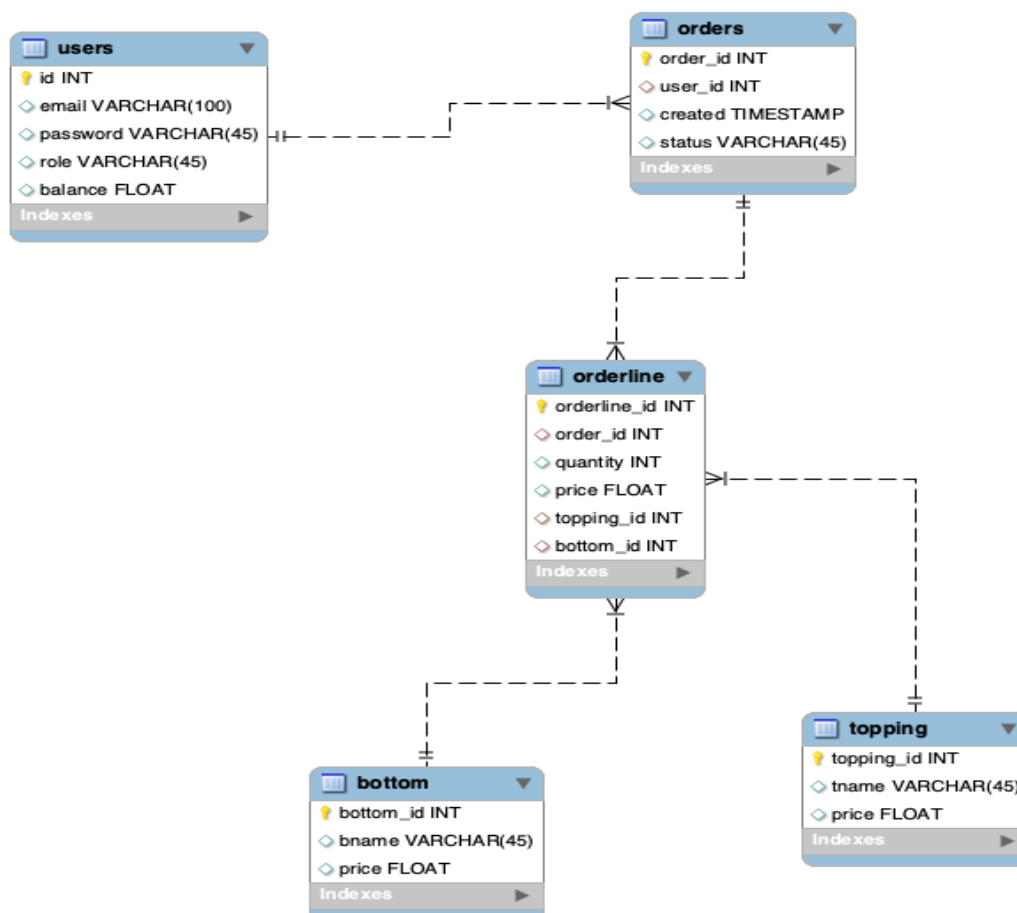 users
id INT
email VARCHAR(100)
password VARCHAR(45)
role VARCHAR(45)
balance FLOAT
Indexes
orders
order_id INT
user_id INT
created TIMESTAMP
status VARCHAR(45)
Indexes
orderline
orderline_id INT
order_id INT
quantity INT
price FLOAT
topping_id INT
bottom_id INT
Indexes
bottom
bottom_id INT
bname VARCHAR(45)
price FLOAT
Indexes
topping
topping_id INT
tname VARCHAR(45)
price FLOAT
Indexes